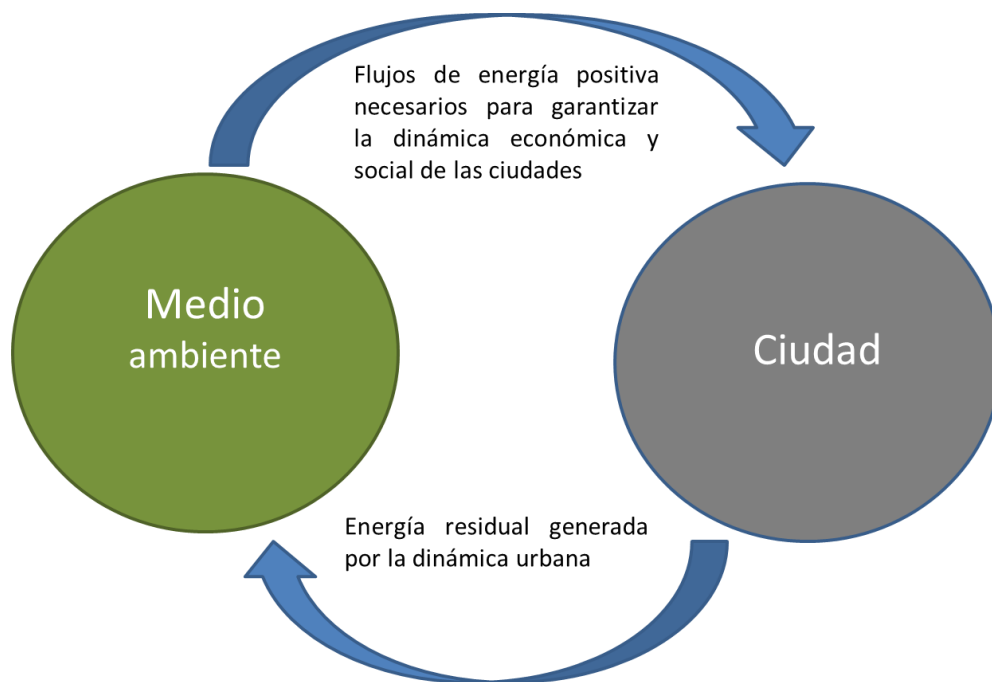 Flujos de energía positiva
necesarios para garantizar
la dinámica económica y
social de las ciudades
Medio
ambiente
Ciudad
Energía residual generada
por la dinámica urbana